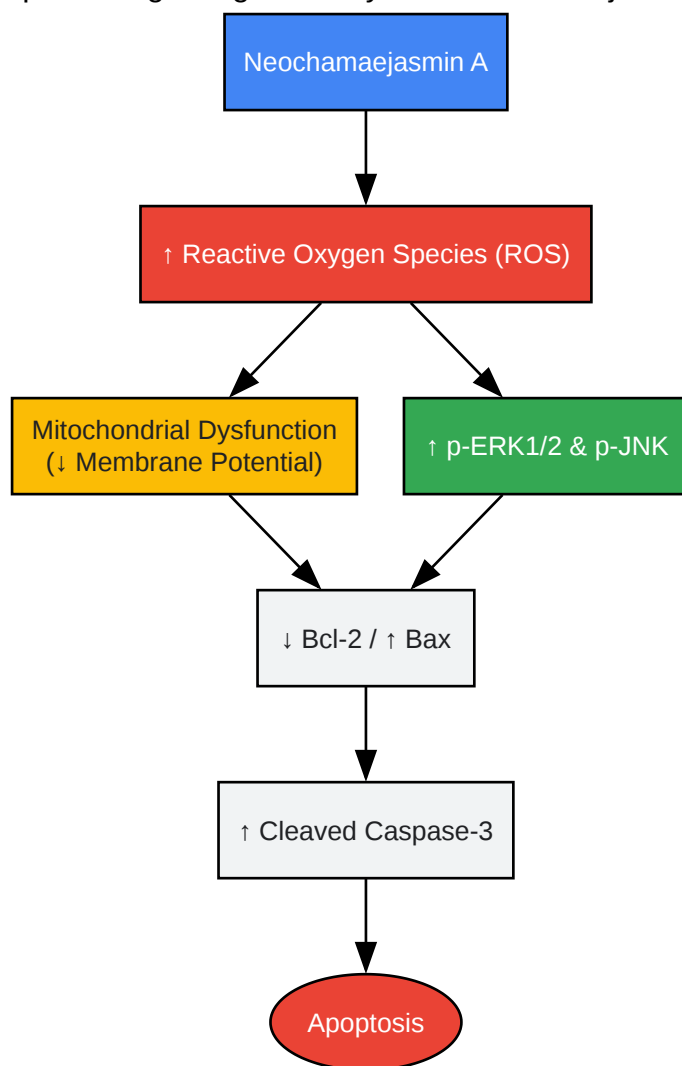 Neochamaejasmin A
↑ Reactive Oxygen Species (ROS)
Mitochondrial Dysfunction
(↓ Membrane Potential)
↑ p-ERK1/2 & p-JNK
↓ Bcl-2 / ↑ Bax
↑ Cleaved Caspase-3
Apoptosis